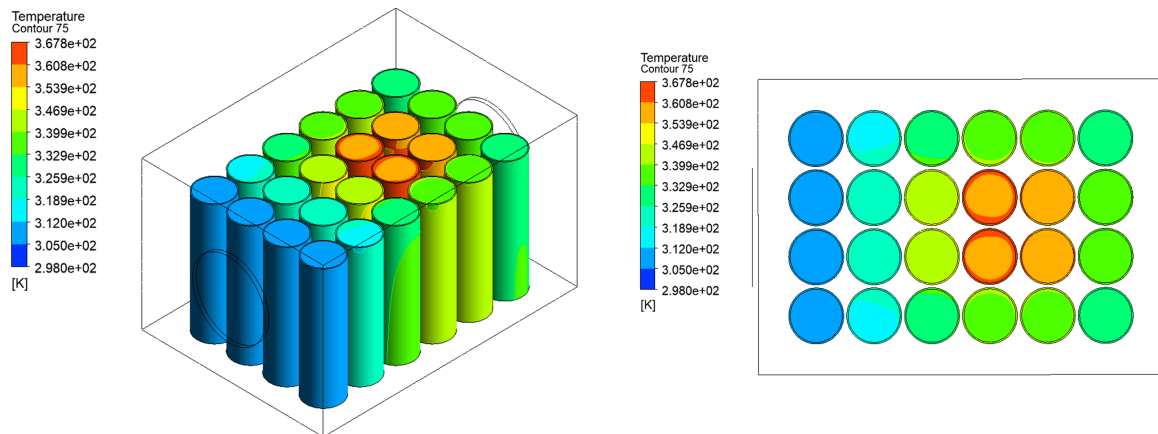 Temperature
Contour 75
3.678e+02
3.608e+02
3.539e+02
3.469e+02
3.399e+02
3.329e+02
3.259e+02
3.189e+02
3.120e+02
3.050e+02
2.980e+02
[K]
Temperature
Contour 75
3.678e+02
3.608e+02
3.539e+02
3.469e+02
3.399e+02
3.329e+02
3.259e+02
3.189e+02
3.120e+02
3.050e+02
2.980e+02
[K]